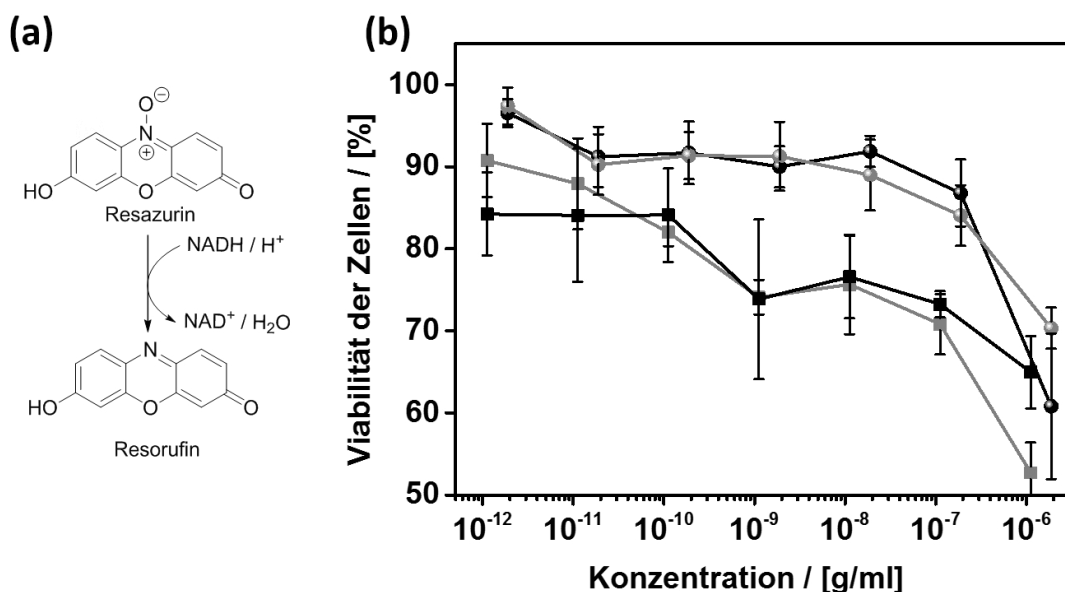 (a)
O⊖
N
⊕
HO
O
O
Resazurin
NADH / H⁺
NAD⁺ / H₂O
N
HO
O
O
Resorufin
(b)
Viabilität der Zellen / [%]
100
90
80
70
60
50
10⁻¹²
10⁻¹¹
10⁻¹⁰
10⁻⁹
10⁻⁸
10⁻⁷
10⁻⁶
Konzentration / [g/ml]